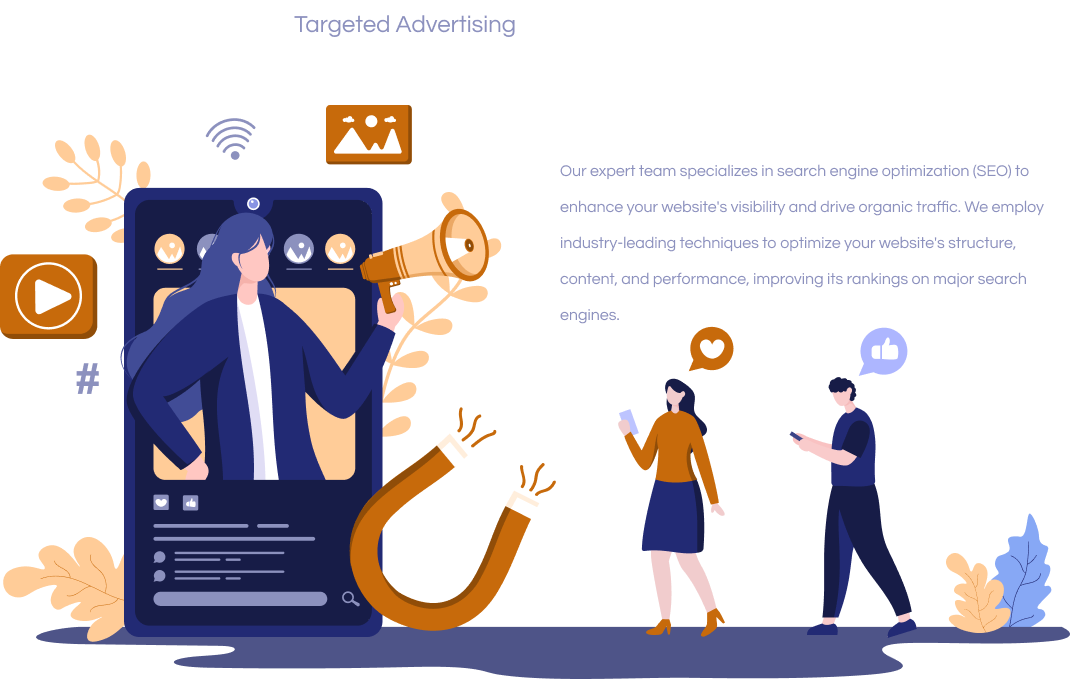 Targeted Advertising
Our expert team specializes in search engine optimization (SEO) to
enhance your website's visibility and drive organic traffic. We employ
industry-leading techniques to optimize your website's structure,
content, and performance, improving its rankings on major search
engines.
#